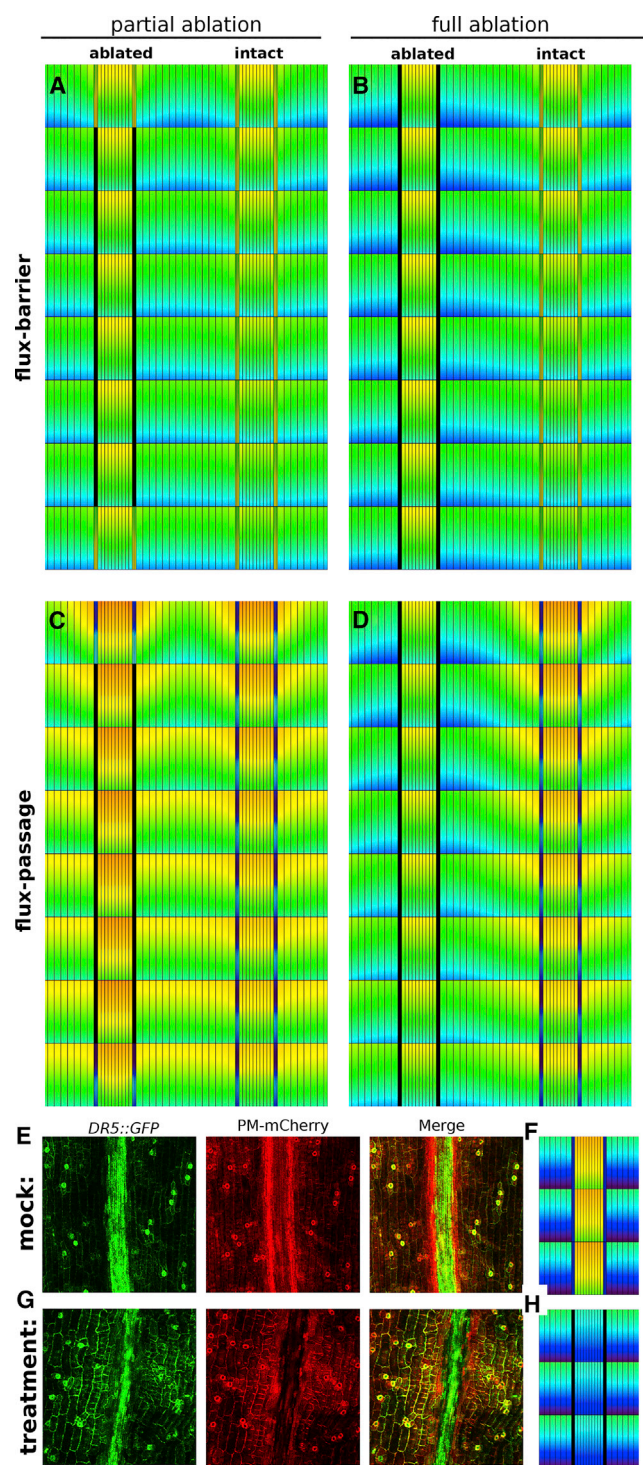 partial ablation full ablation
ablated intact ablated intact
A B
flux-barrier
C D
flux-passage
E DR5::GFP PM-mCherry Merge F
mock:
G H
treatment: